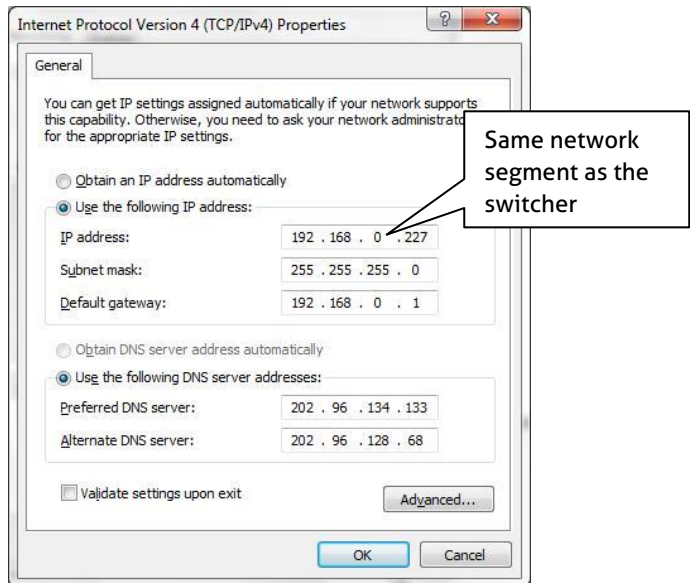 Internet Protocol Version 4 (TCP/IPv4) Properties
General
You can get IP settings assigned automatically if your network supports
this capability. Otherwise, you need to ask your network administrato
for the appropriate IP settings.
Obtain an IP address automatically
Use the following IP address:
IP address: 192 . 168 . 0 . 227
Subnet mask: 255 . 255 . 255 . 0
Default gateway: 192 . 168 . 0 . 1
Obtain DNS server address automatically
Use the following DNS server addresses:
Preferred DNS server: 202 . 96 . 134 . 133
Alternate DNS server: 202 . 96 . 128 . 68
Validate settings upon exit
Advanced...
OK Cancel
Same network
segment as the
switcher